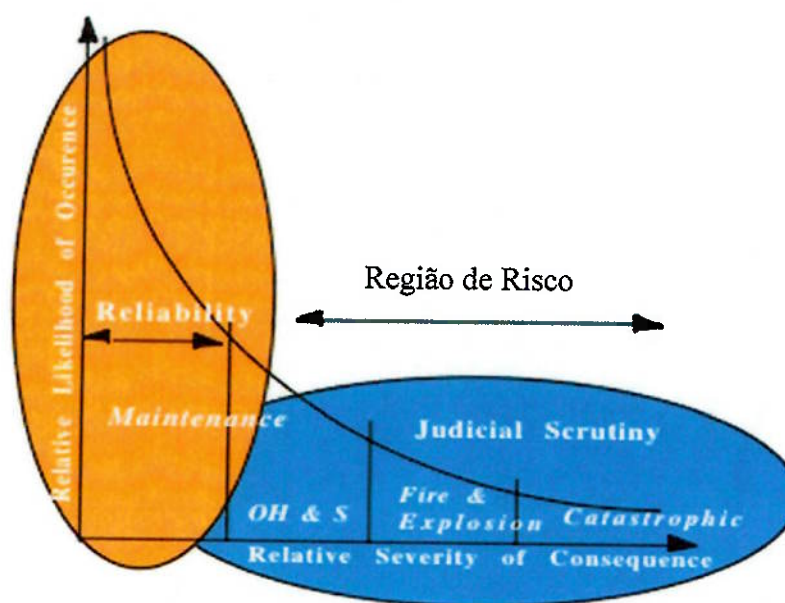 Relative Likelihood of Occurence
Reliability
Região de Risco
Maintenance
Judicial Scrutiny
OH & S
Fire &
Explosion
Catastrophic
Relative Severity of Consequence